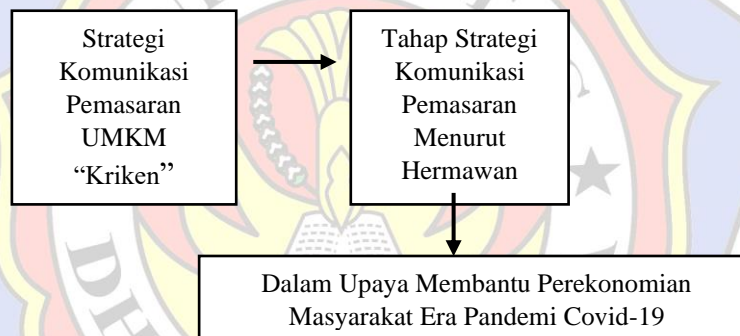 Strategi
Komunikasi
Pemasaran
UMKM
“Kriken”
Tahap Strategi
Komunikasi
Pemasaran
Menurut
Hermawan
Dalam Upaya Membantu Perekonomian
Masyarakat Era Pandemi Covid-19